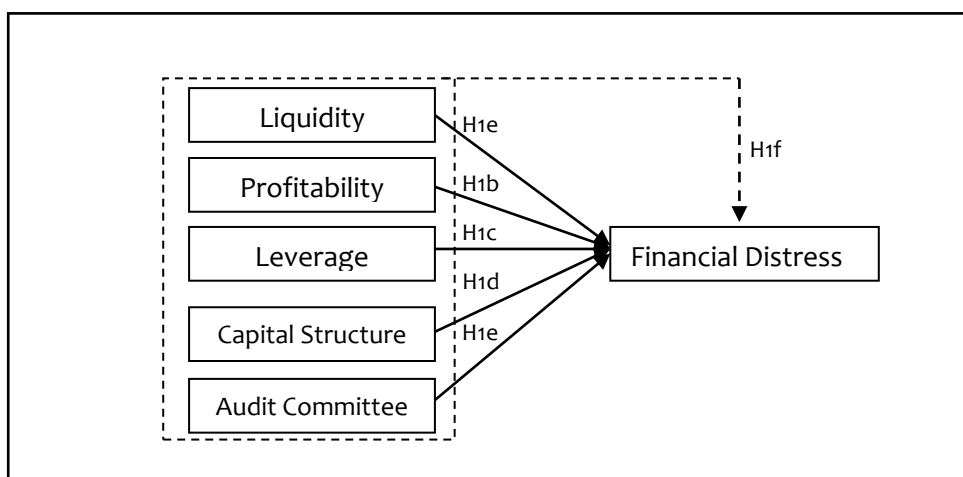 Liquidity
H1e
H1f
Profitability
H1b
Leverage
H1c
Financial Distress
H1d
Capital Structure
H1e
Audit Committee